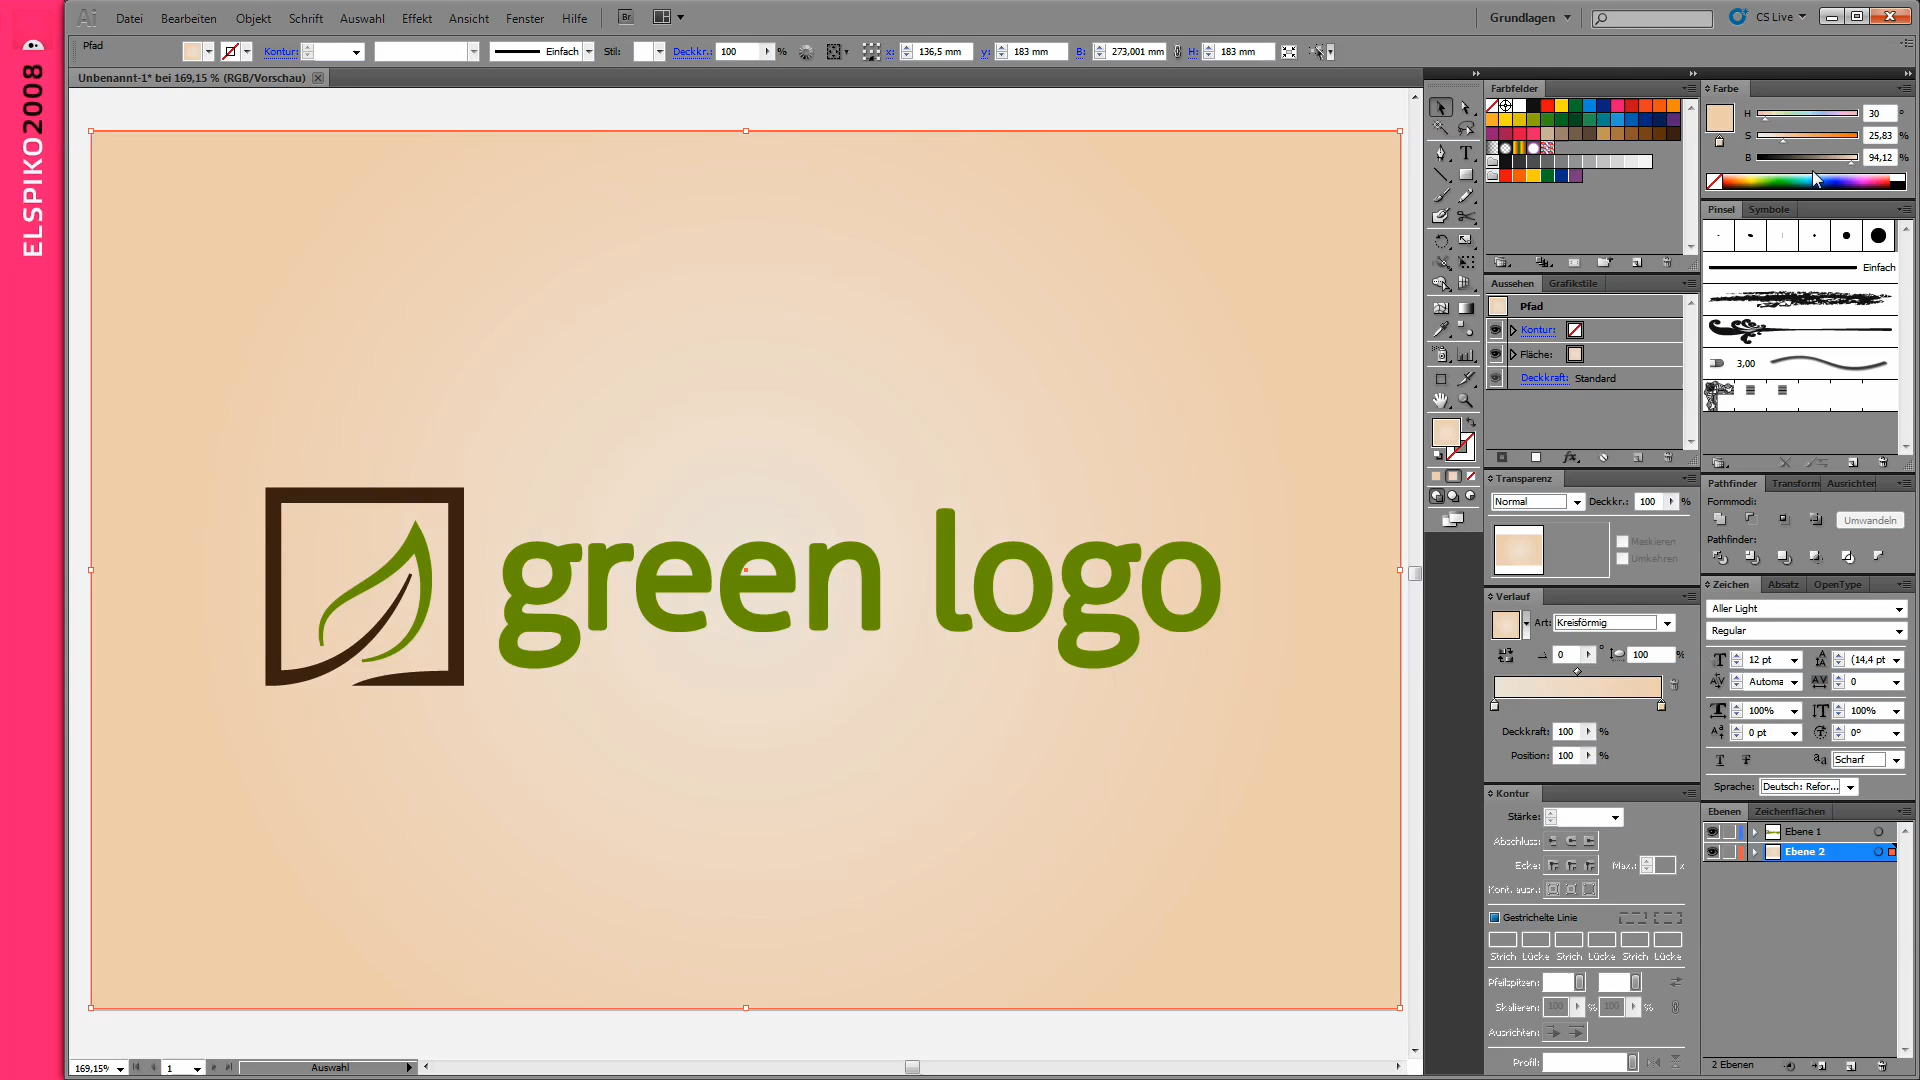 ELSPIKO2008
Ai Datei Bearbeiten Objekt Schrift Auswahl Effekt Ansicht Fenster Hilfe Br Grundlagen CS Live
Pfad Kontur: Einfach Stil: Deckkr.: 100 % x: 136,5 mm y: 183 mm B: 273,001 mm H: 183 mm
Unbenannt-1* bei 169,15 % (RGB/Vorschau)
green logo
169,15% 1 Auswahl
Farbfelder
Aussehen Grafikstile
Pfad
Kontur:
Fläche:
Deckkraft: Standard
Transparenz
Normal Deckkr.: 100 %
Maskieren
Umkehren
Verlauf
Art: Kreisförmig
0 ° 100 %
Deckkraft: 100 %
Position: 100 %
Kontur
Stärke:
Abschluss:
Ecke: Max.: x
Kont. ausr.:
Gestrichelte Linie
Strich Lücke Strich Lücke Strich Lücke
Pfeilspitzen:
Skalieren: 100 % 100 %
Ausrichten:
Profil:
Farbe
H 30 °
S 25,83 %
B 94,12 %
Pinsel Symbole
Einfach
3,00
Pathfinder Transform Ausrichten
Formmodi:
Umwandeln
Pathfinder:
Zeichen Absatz OpenType
Aller Light
Regular
12 pt (14,4 pt
Automa 0
100% 100%
0 pt 0°
Scharf
Sprache: Deutsch: Refor...
Ebenen Zeichenflächen
Ebene 1
Ebene 2
2 Ebenen